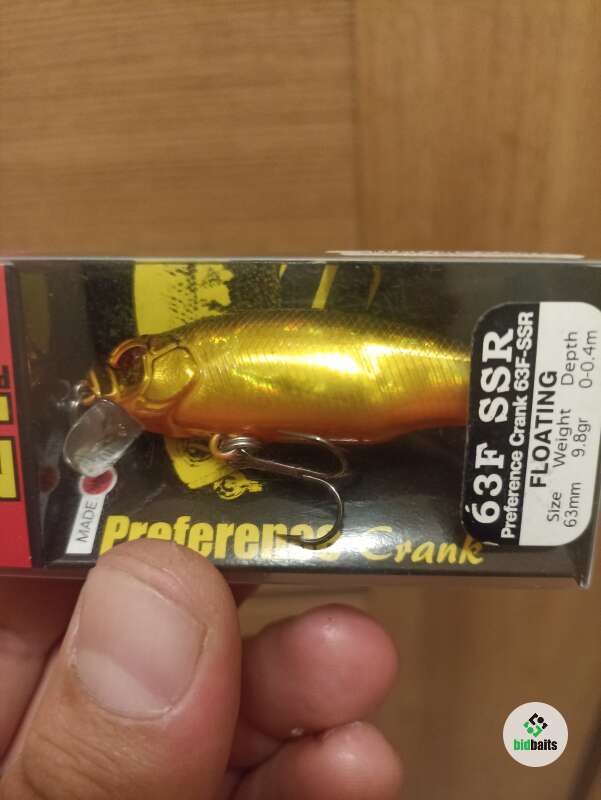 MADE
Preference Crank
63F SSR
Preference Crank 63F-SSR
FLOATING
Size Weight Depth
63mm 9.8gr 0-0.4m
bidbaits